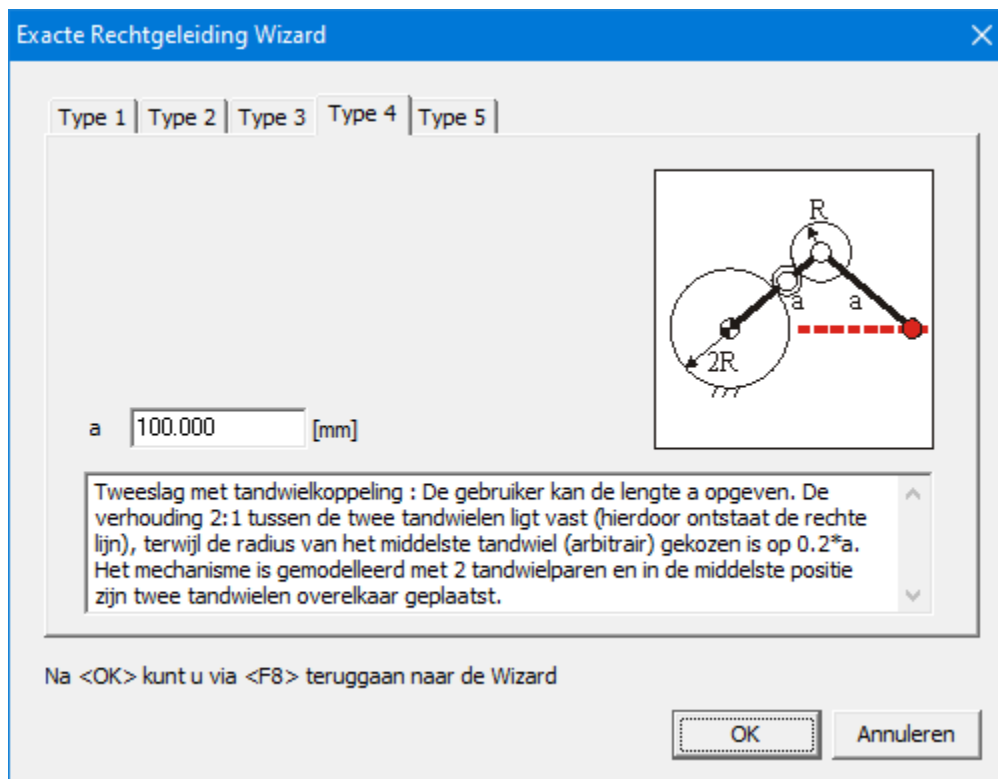 Exacte Rechtgeleiding Wizard
Type 1 Type 2 Type 3 Type 4 Type 5
R
a a
2R
a 100.000 [mm]
Tweeslag met tandwielkoppeling : De gebruiker kan de lengte a opgeven. De
verhouding 2:1 tussen de twee tandwielen ligt vast (hierdoor ontstaat de rechte
lijn), terwijl de radius van het middelste tandwiel (arbitrair) gekozen is op 0.2*a.
Het mechanisme is gemodelleerd met 2 tandwielparen en in de middelste positie
zijn twee tandwielen overelkaar geplaatst.
Na <OK> kunt u via <F8> teruggaan naar de Wizard
OK Annuleren